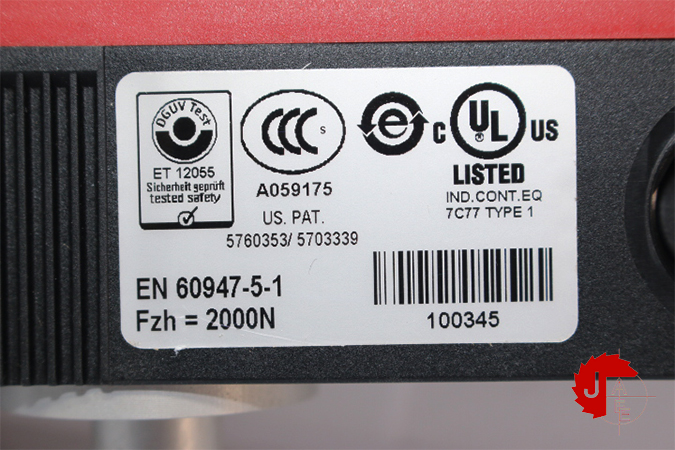 DGUV Test
ET 12055
Sicherheit geprüft
tested safety
CCC S
A059175
e
C UL US
LISTED
IND.CONT.EQ
7C77 TYPE 1
US. PAT.
5760353/ 5703339
EN 60947-5-1
Fzh = 2000N
100345
J